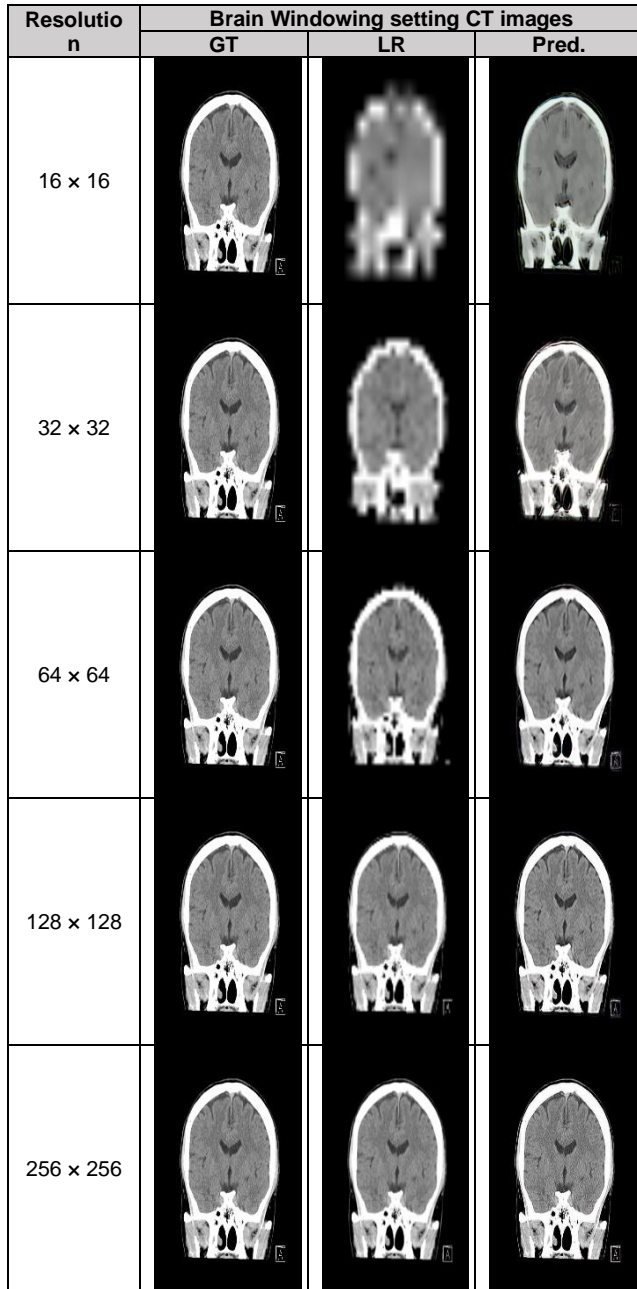 Resolutio
n
Brain Windowing setting CT images
GT LR Pred.
16 × 16
32 × 32
64 × 64
128 × 128
256 × 256